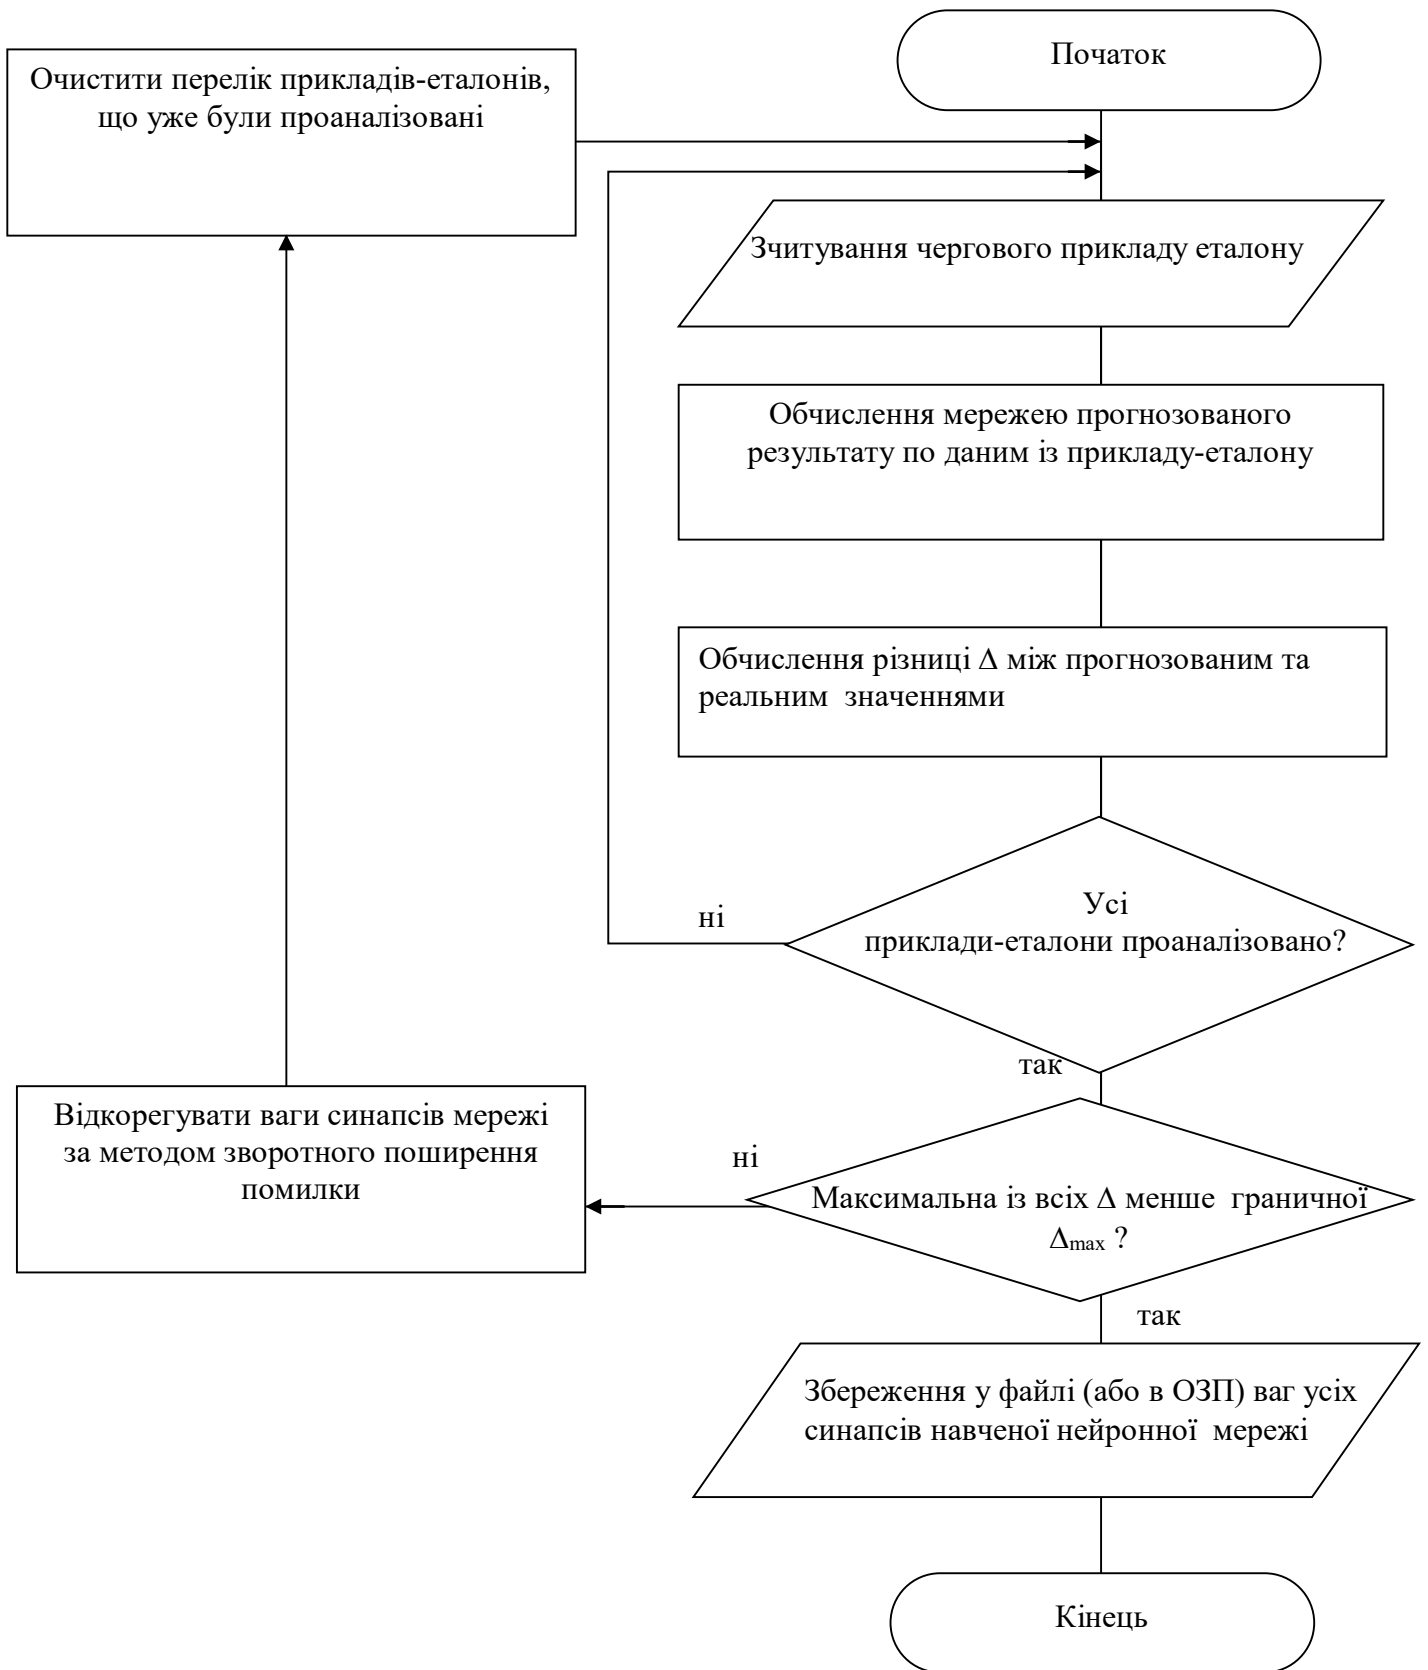 Початок
Очистити перелік прикладів-еталонів,
що уже були проаналізовані
Зчитування чергового прикладу еталону
Обчислення мережею прогнозованого
результату по даним із прикладу-еталону
Обчислення різниці Δ між прогнозованим та
реальним значеннями
Усі
приклади-еталони проаналізовано?
ні
так
Відкорегувати ваги синапсів мережі
за методом зворотного поширення
помилки
ні
Максимальна із всіх Δ менше граничної
Δmax ?
так
Збереження у файлі (або в ОЗП) ваг усіх
синапсів навченої нейронної мережі
Кінець